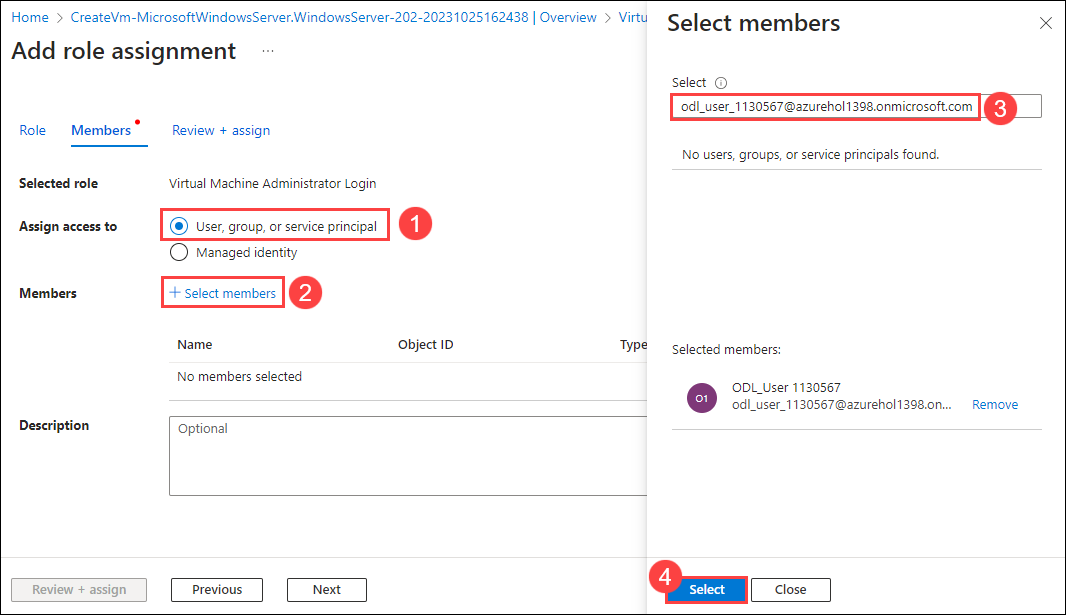 Home > CreateVm-MicrosoftWindowsServer.WindowsServer-202-20231025162438 | Overview > Virtu
Add role assignment ...
Role Members Review + assign
Selected role Virtual Machine Administrator Login
Assign access to User, group, or service principal 1
Managed identity
Members + Select members 2
Name Object ID Type
No members selected
Description Optional
Review + assign Previous Next
Select members
Select
odl_user_1130567@azurehol1398.onmicrosoft.com 3
No users, groups, or service principals found.
Selected members:
O1 ODL_User 1130567
odl_user_1130567@azurehol1398.on... Remove
4 Select Close